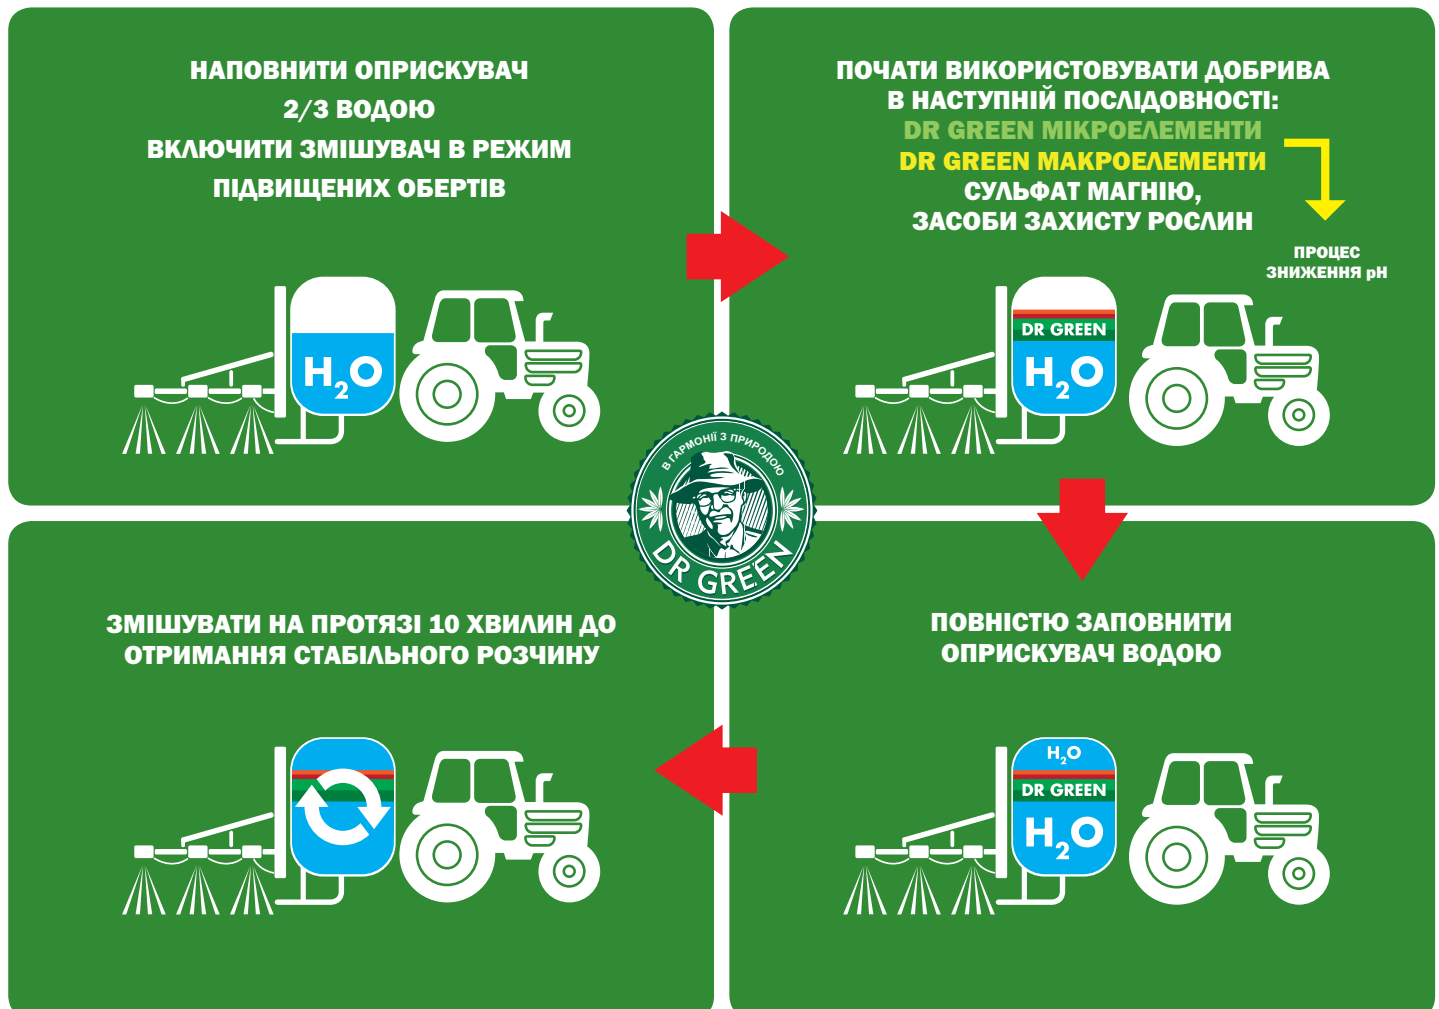 НАПОВНИТИ ОПРИСКУВАЧ
2/3 ВОДОЮ
ВКЛЮЧИТИ ЗМІШУВАЧ В РЕЖИМ
ПІДВИЩЕНИХ ОБЕРТІВ
H2O
ПОЧАТИ ВИКОРИСТОВУВАТИ ДОБРИВА
В НАСТУПНІЙ ПОСЛІДОВНОСТІ:
DR GREEN МІКРОЕЛЕМЕНТИ
DR GREEN МАКРОЕЛЕМЕНТИ
СУЛЬФАТ МАГНІЮ,
ЗАСОБИ ЗАХИСТУ РОСЛИН
ПРОЦЕС
ЗНИЖЕННЯ pH
DR GREEN
H2O
В ГАРМОНІЇ З ПРИРОДОЮ
DR GREEN
ПОВНІСТЮ ЗАПОВНИТИ
ОПРИСКУВАЧ ВОДОЮ
H2O
DR GREEN
H2O
ЗМІШУВАТИ НА ПРОТЯЗІ 10 ХВИЛИН ДО
ОТРИМАННЯ СТАБІЛЬНОГО РОЗЧИНУ